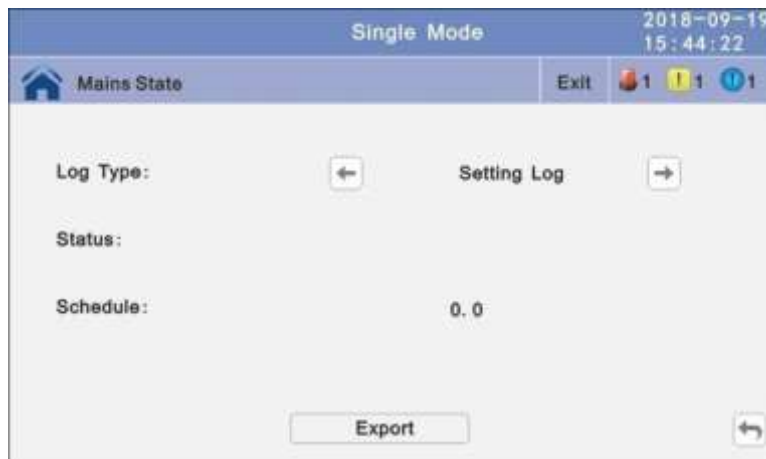 Single Mode
2018-09-19
15:44:22
Mains State
Exit
1
1
1
Log Type:
Setting Log
Status:
Schedule:
0.0
Export